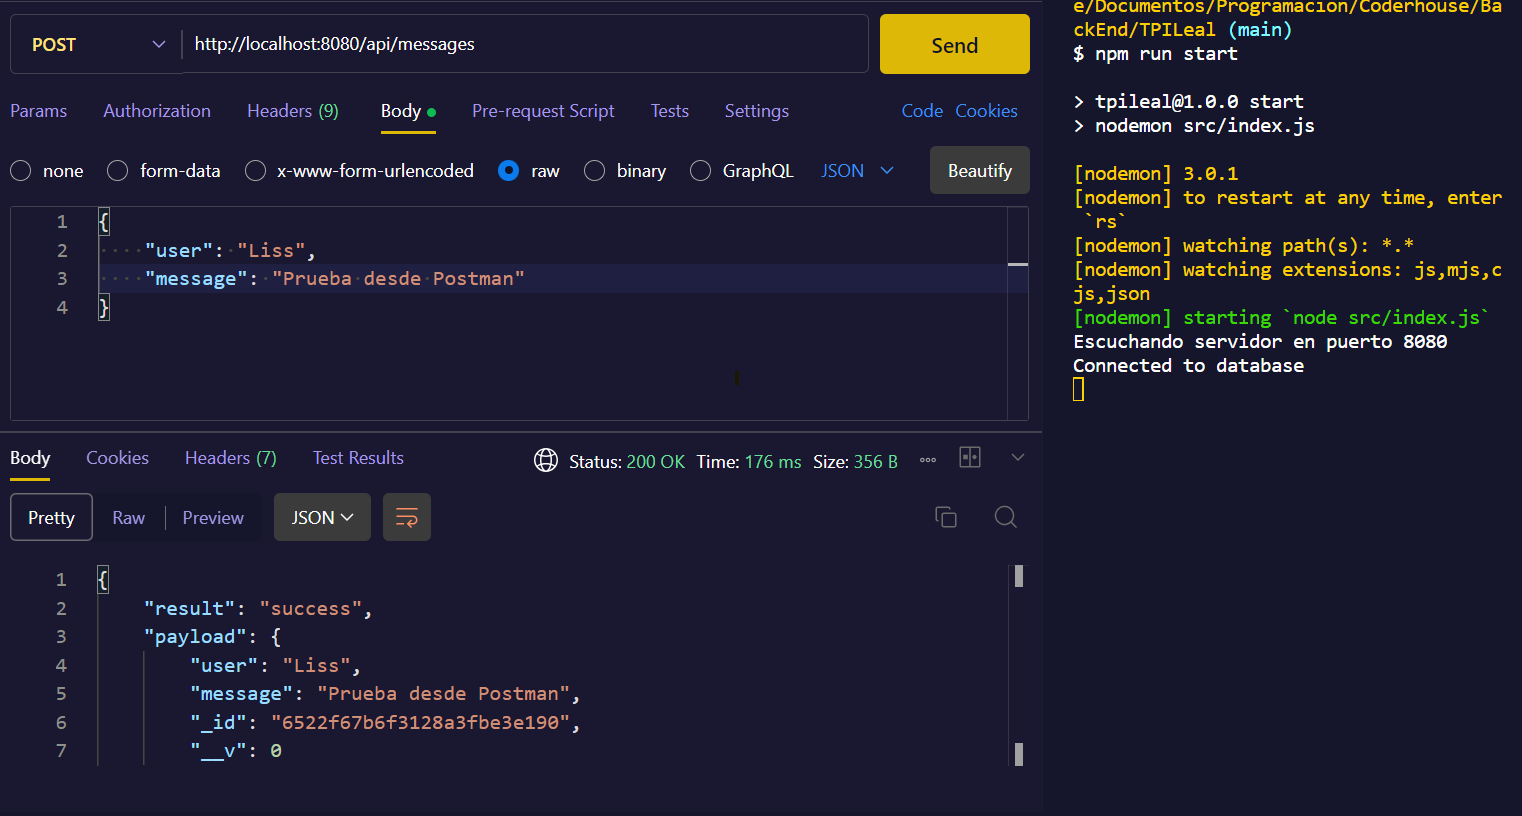 POST
http://localhost:8080/api/messages
Send
Params Authorization Headers (9) Body Pre-request Script Tests Settings Code Cookies
none form-data x-www-form-urlencoded raw binary GraphQL JSON Beautify
1 {
2 "user": "Liss",
3 "message": "Prueba desde Postman"
4 }
Body Cookies Headers (7) Test Results Status: 200 OK Time: 176 ms Size: 356 B
Pretty Raw Preview JSON
1 {
2 "result": "success",
3 "payload": {
4 "user": "Liss",
5 "message": "Prueba desde Postman",
6 "_id": "6522f67b6f3128a3fbe3e190",
7 "__v": 0
e/Documentos/Programacion/Coderhouse/Ba
ckEnd/TPILeal (main)
$ npm run start
> tpileal@1.0.0 start
> nodemon src/index.js
[nodemon] 3.0.1
[nodemon] to restart at any time, enter
`rs`
[nodemon] watching path(s): *.*
[nodemon] watching extensions: js,mjs,c
js,json
[nodemon] starting `node src/index.js`
Escuchando servidor en puerto 8080
Connected to database